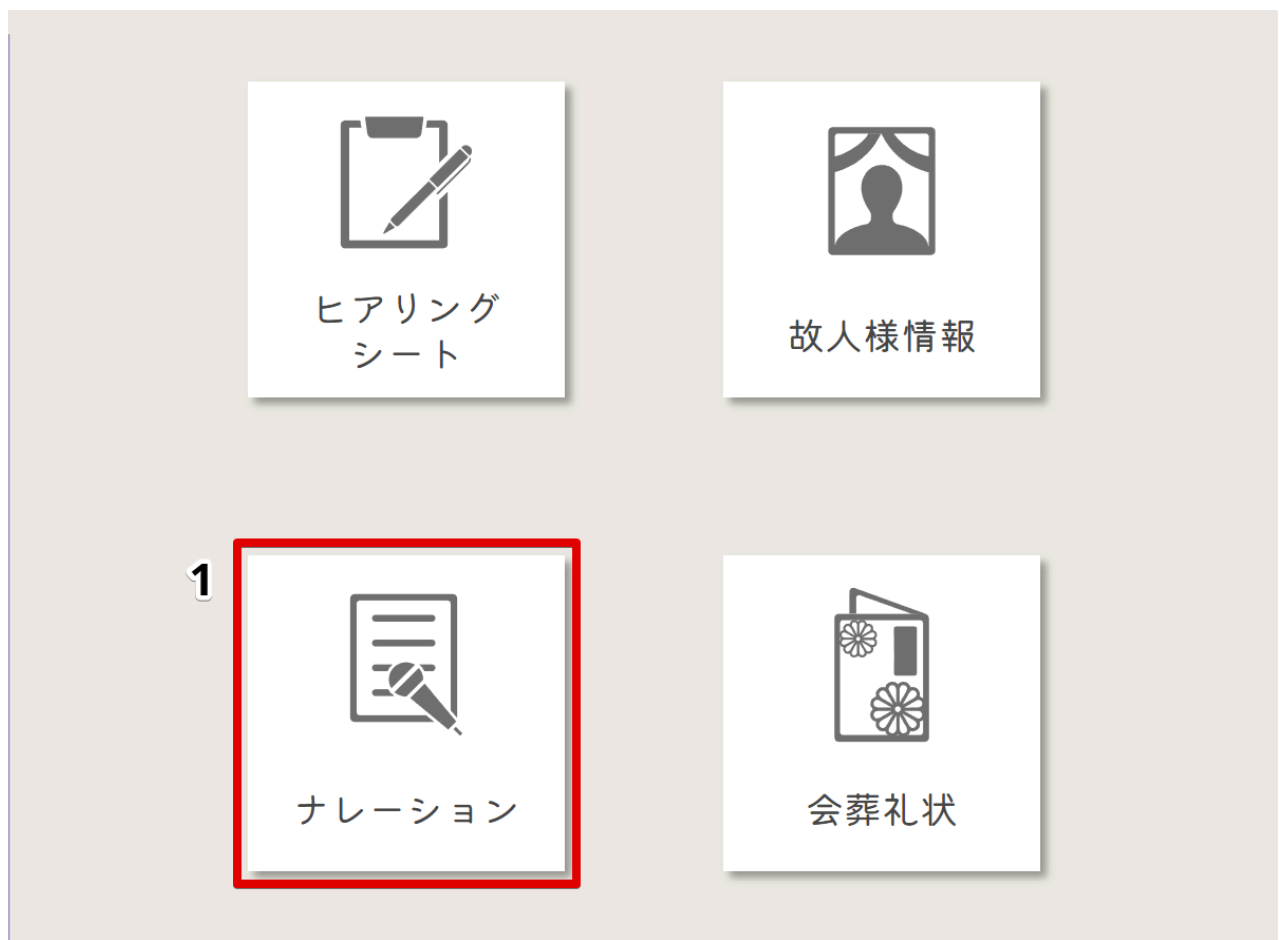 ヒアリング
シート
故人様情報
1
ナレーション
会葬礼状